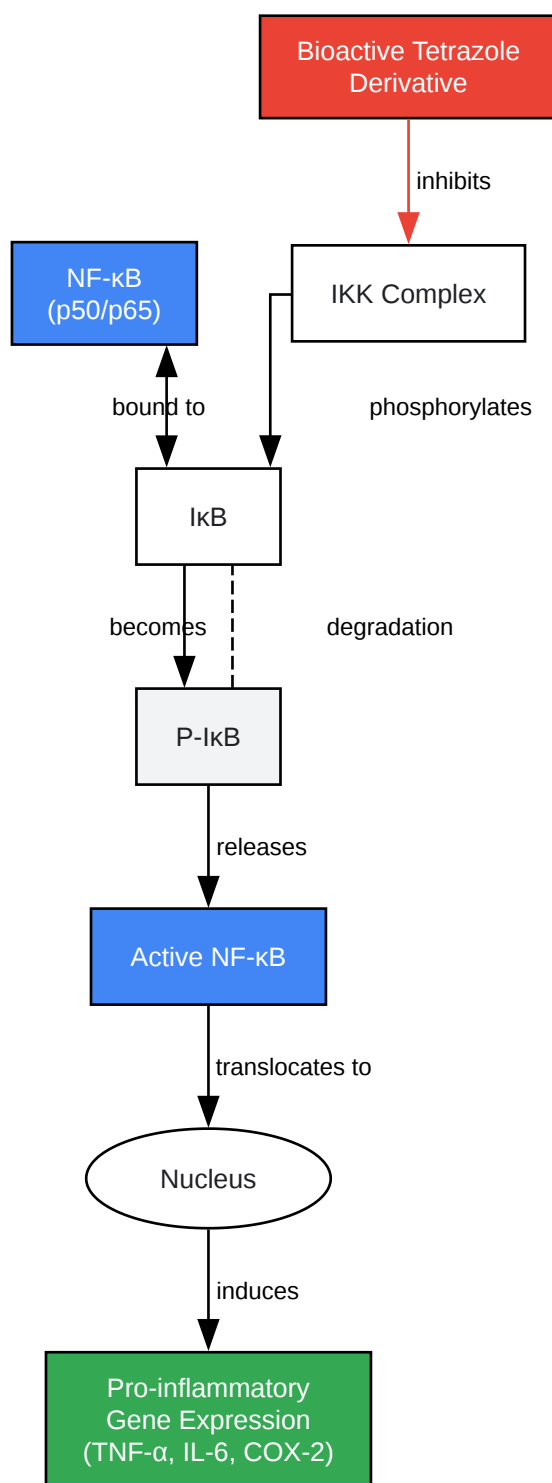 Bioactive Tetrazole
Derivative
inhibits
NF-κB
(p50/p65)
IKK Complex
bound to
phosphorylates
IκB
becomes
degradation
P-IκB
releases
Active NF-κB
translocates to
Nucleus
induces
Pro-inflammatory
Gene Expression
(TNF-α, IL-6, COX-2)